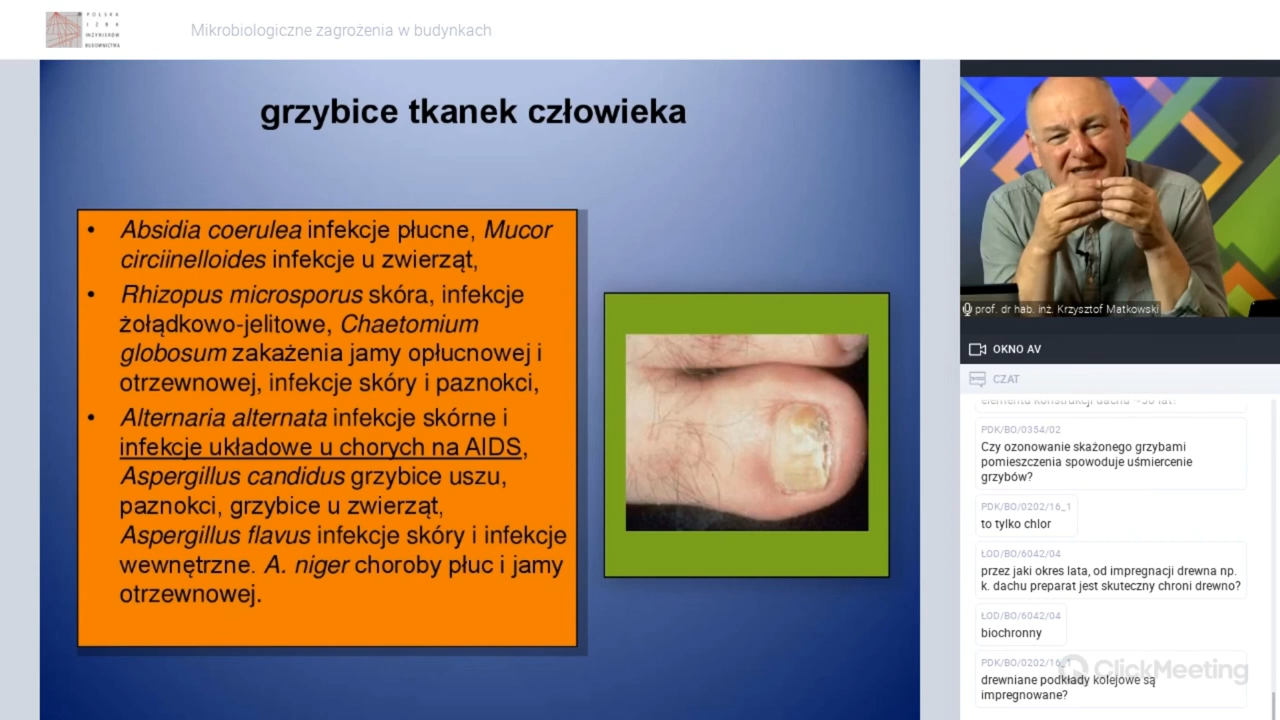 POLSKA
IZBA
INŻYNIERÓW
BUDOWNICTWA
Mikrobiologiczne zagrożenia w budynkach
grzybice tkanek człowieka
• Absidia coerulea infekcje płucne, Mucor
circiinelloides infekcje u zwierząt,
• Rhizopus microsporus skóra, infekcje
żołądkowo-jelitowe, Chaetomium
globosum zakażenia jamy opłucnowej i
otrzewnowej, infekcje skóry i paznokci,
• Alternaria alternata infekcje skórne i
infekcje układowe u chorych na AIDS,
Aspergillus candidus grzybice uszu,
paznokci, grzybice u zwierząt,
Aspergillus flavus infekcje skóry i infekcje
wewnętrzne. A. niger choroby płuc i jamy
otrzewnowej.
prof. dr hab. inż. Krzysztof Matkowski
OKNO AV
CZAT
elementu konstrukcji dachu ~50 lat?
PDK/BO/0354/02
Czy ozonowanie skażonego grzybami
pomieszczenia spowoduje uśmiercenie
grzybów?
PDK/BO/0202/16_1
to tylko chlor
ŁOD/BO/6042/04
przez jaki okres lata, od impregnacji drewna np.
k. dachu preparat jest skuteczny chroni drewno?
ŁOD/BO/6042/04
biochronny
PDK/BO/0202/16_1
drewniane podkłady kolejowe są
impregnowane?
ClickMeeting